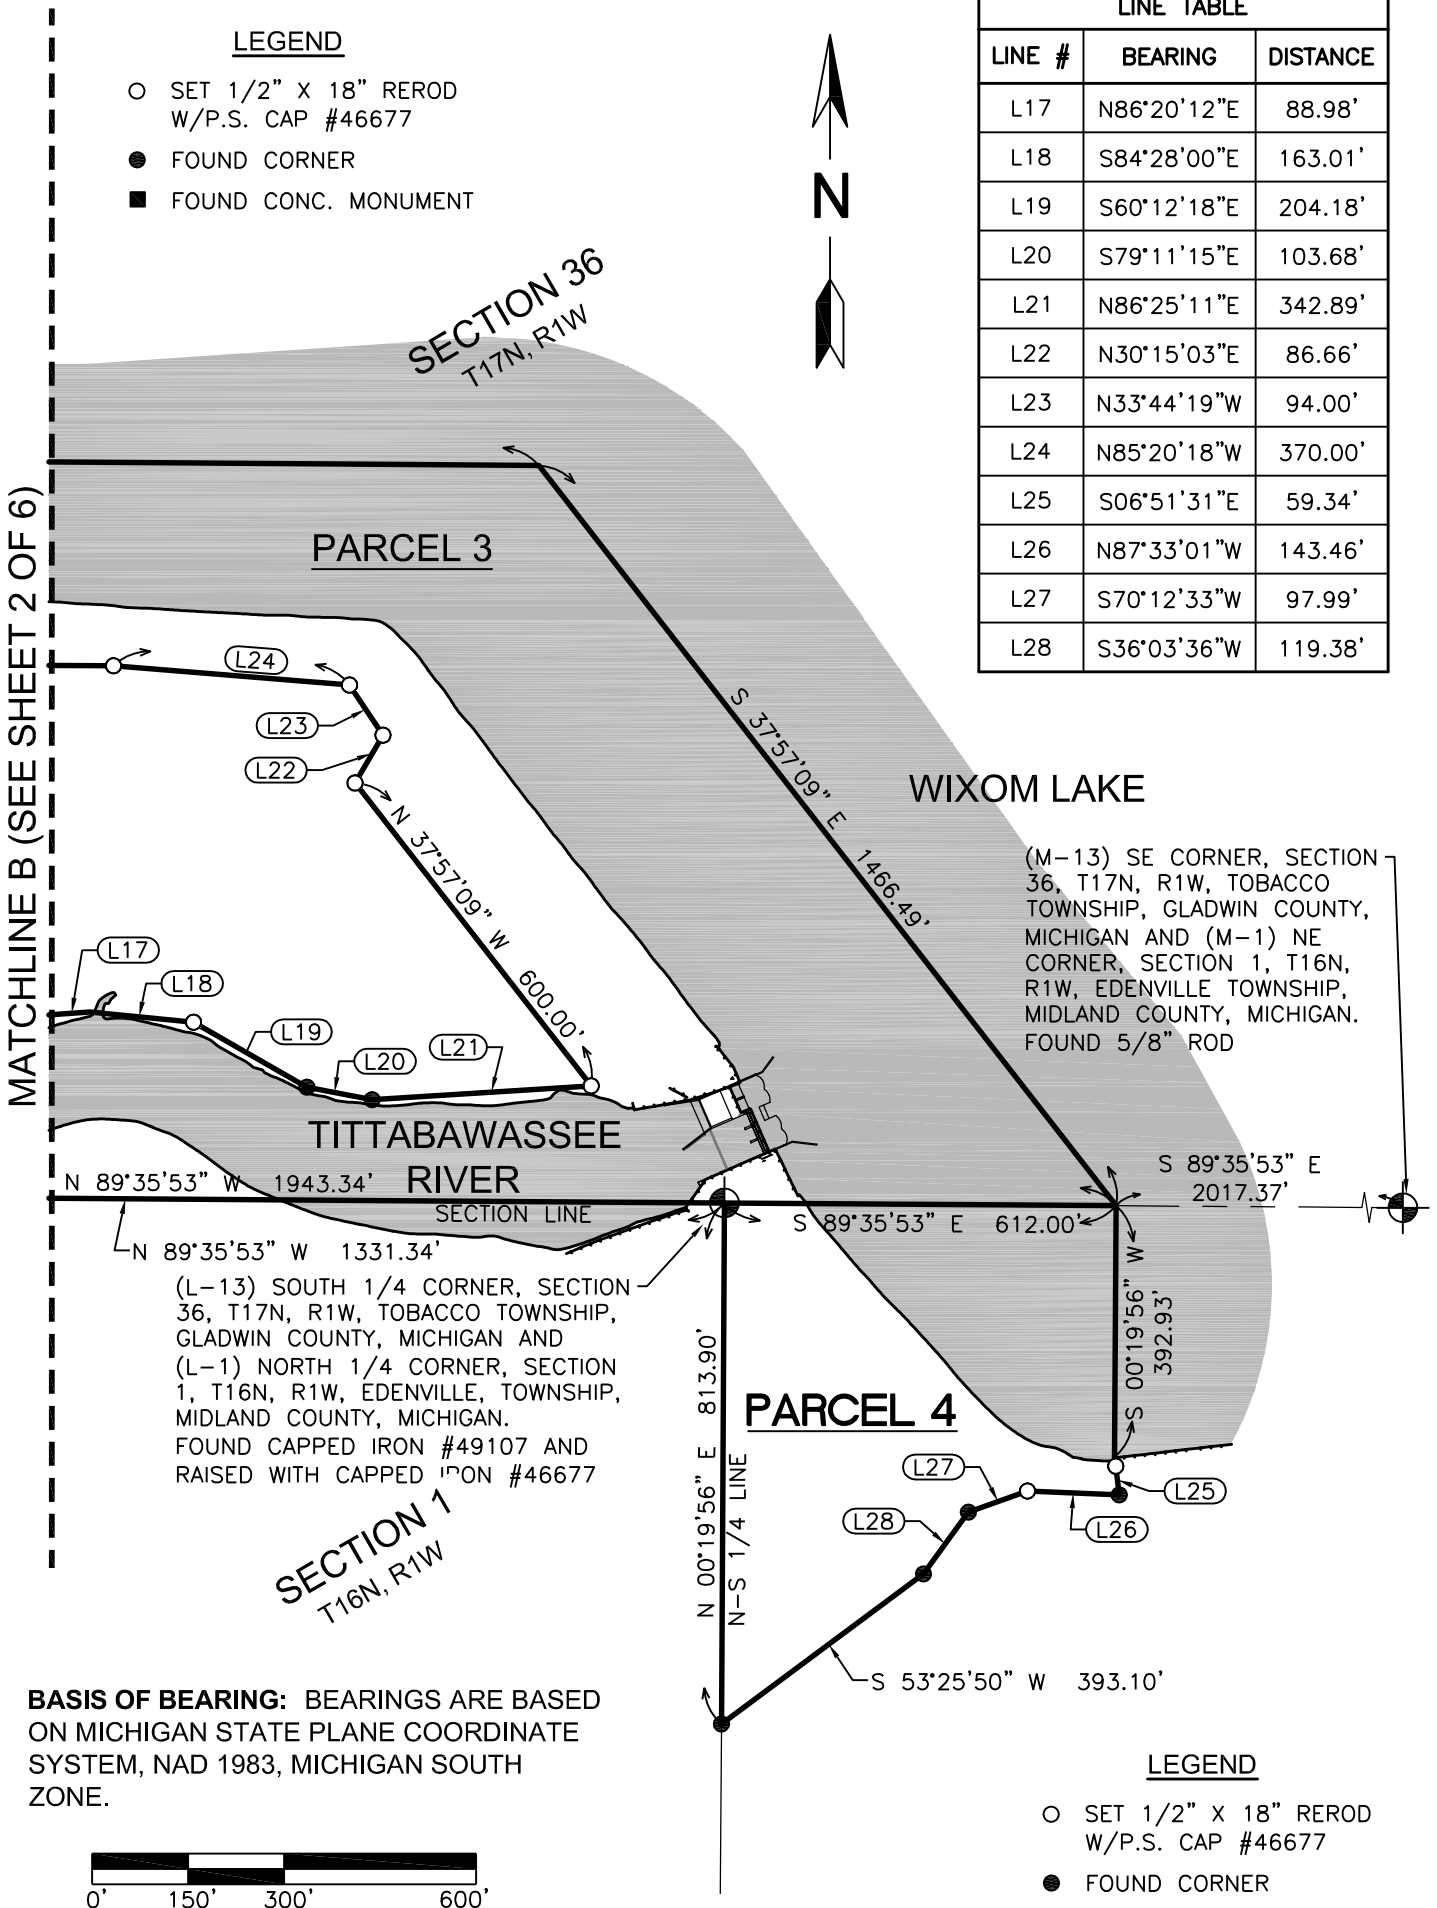 LEGEND
SET 1/2" X 18" REROD
W/P.S. CAP #46677
FOUND CORNER
FOUND CONC. MONUMENT
N
LINE TABLE
LINE # BEARING DISTANCE
L17 N86°20'12"E 88.98'
L18 S84°28'00"E 163.01'
L19 S60°12'18"E 204.18'
L20 S79°11'15"E 103.68'
L21 N86°25'11"E 342.89'
L22 N30°15'03"E 86.66'
L23 N33°44'19"W 94.00'
L24 N85°20'18"W 370.00'
L25 S06°51'31"E 59.34'
L26 N87°33'01"W 143.46'
L27 S70°12'33"W 97.99'
L28 S36°03'36"W 119.38'
SECTION 36
T17N, R1W
MATCHLINE B (SEE SHEET 2 OF 6)
PARCEL 3
L24
L23
L22
N 37°57'09" W 600.00'
S 37°57'09" E 1466.49'
WIXOM LAKE
(M-13) SE CORNER, SECTION
36, T17N, R1W, TOBACCO
TOWNSHIP, GLADWIN COUNTY,
MICHIGAN AND (M-1) NE
CORNER, SECTION 1, T16N,
R1W, EDENVILLE TOWNSHIP,
MIDLAND COUNTY, MICHIGAN.
FOUND 5/8" ROD
L17
L18
L19
L20
L21
TITTABAWASSEE
RIVER
N 89°35'53" W 1943.34'
SECTION LINE
N 89°35'53" W 1331.34'
S 89°35'53" E 612.00'
S 89°35'53" E
2017.37'
(L-13) SOUTH 1/4 CORNER, SECTION
36, T17N, R1W, TOBACCO TOWNSHIP,
GLADWIN COUNTY, MICHIGAN AND
(L-1) NORTH 1/4 CORNER, SECTION
1, T16N, R1W, EDENVILLE, TOWNSHIP,
MIDLAND COUNTY, MICHIGAN.
FOUND CAPPED IRON #49107 AND
RAISED WITH CAPPED IRON #46677
SECTION 1
T16N, R1W
N 00°19'56" E 813.90'
N-S 1/4 LINE
S 00°19'56" W
392.93'
PARCEL 4
L27
L28
L25
L26
S 53°25'50" W 393.10'
BASIS OF BEARING: BEARINGS ARE BASED
ON MICHIGAN STATE PLANE COORDINATE
SYSTEM, NAD 1983, MICHIGAN SOUTH
ZONE.
0' 150' 300' 600'
LEGEND
SET 1/2" X 18" REROD
W/P.S. CAP #46677
FOUND CORNER